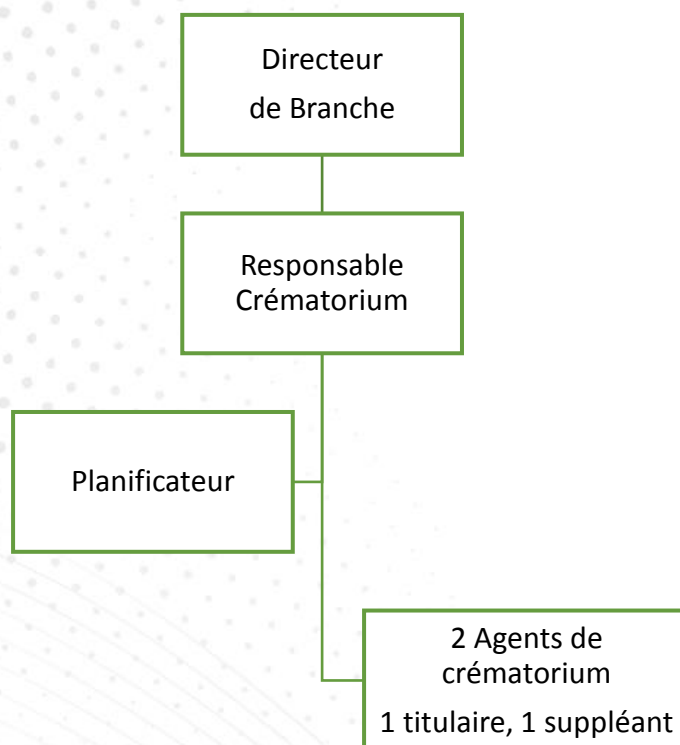 Directeur
de Branche
Responsable
Crématorium
Planificateur
2 Agents de
crématorium
1 titulaire, 1 suppléant